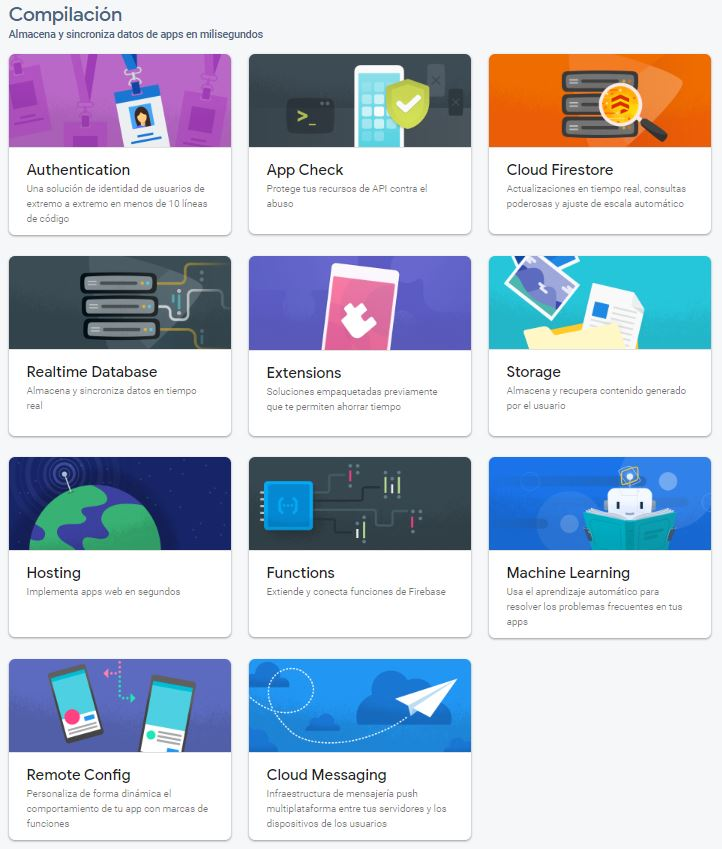 Compilación
Almacena y sincroniza datos de apps en milisegundos
Authentication
Una solución de identidad de usuarios de
extremo a extremo en menos de 10 líneas
de código
>_
App Check
Protege tus recursos de API contra el
abuso
Cloud Firestore
Actualizaciones en tiempo real, consultas
poderosas y ajuste de escala automático
Realtime Database
Almacena y sincroniza datos en tiempo
real
Extensions
Soluciones empaquetadas previamente
que te permiten ahorrar tiempo
Storage
Almacena y recupera contenido generado
por el usuario
Hosting
Implementa apps web en segundos
Functions
Extiende y conecta funciones de Firebase
Machine Learning
Usa el aprendizaje automático para
resolver los problemas frecuentes en tus
apps
Remote Config
Personaliza de forma dinámica el
comportamiento de tu app con marcas de
funciones
Cloud Messaging
Infraestructura de mensajería push
multiplataforma entre tus servidores y los
dispositivos de los usuarios